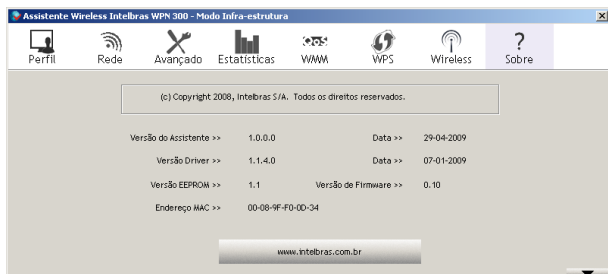 Assistente Wireless Intelbras WPN 300 - Modo Infra-estrutura
Perfil Rede Avançado Estatísticas QoS WMM WPS Wireless ? Sobre
(c) Copyright 2008, Intelbras S/A. Todos os direitos reservados.
Versão do Assistente >> 1.0.0.0 Data >> 29-04-2009
Versão Driver >> 1.1.4.0 Data >> 07-01-2009
Versão EEPROM >> 1.1 Versão de Firmware >> 0.10
Endereço MAC >> 00-08-9F-F0-0D-34
www.intelbras.com.br